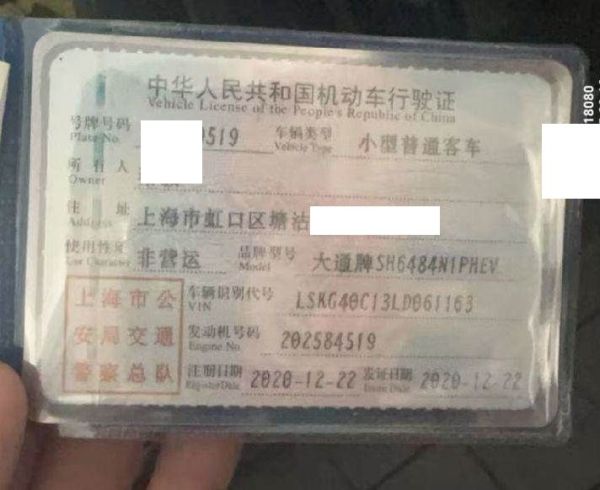 中华人民共和国机动车行驶证
Vehicle License of the People's Republic of China
号牌号码 519 车辆类型 小型普通客车
Plate No. Vehicle Type
所有人
Owner
住址 上海市虹口区塘沽
Address
使用性质 非营运 品牌型号 大通牌SH6484N1PHEV
Use Character Model
上海市公安局交通警察总队
车辆识别代号 LSKG40C13LD061163
VIN
发动机号码 202584519
Engine No.
注册日期 2020-12-22 发证日期 2020-12-22
Register Date Issue Date
18080